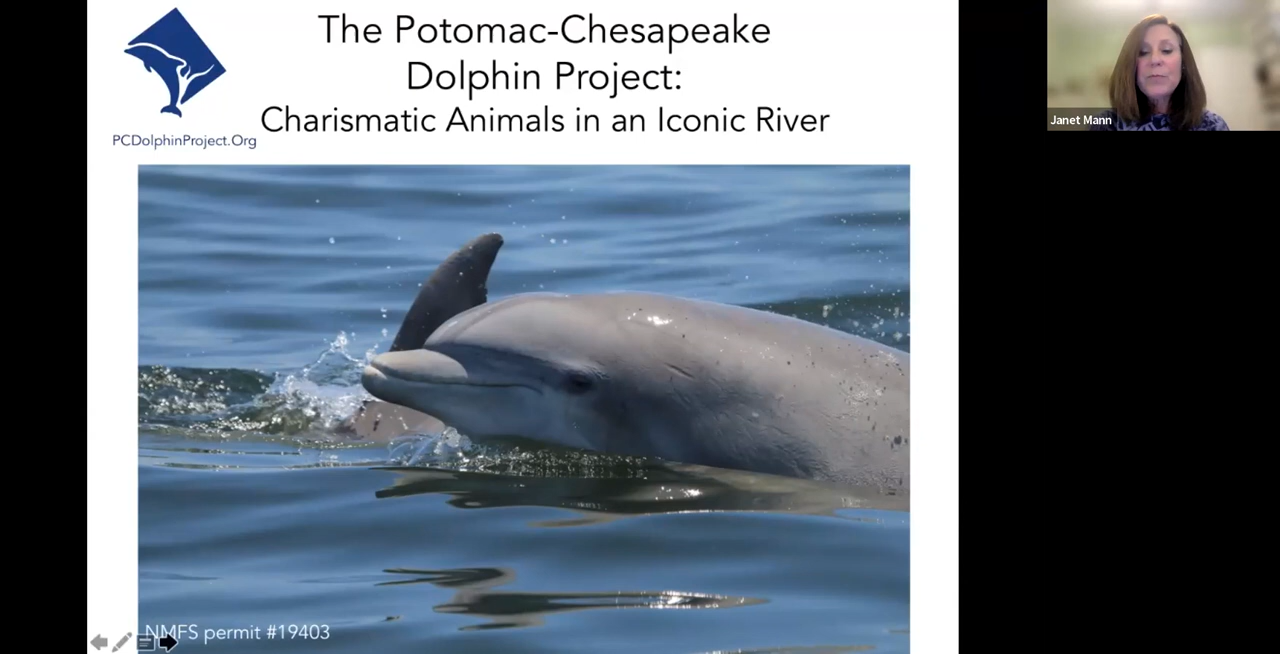 The Potomac-Chesapeake
Dolphin Project:
Charismatic Animals in an Iconic River
PCDolphinProject.Org
Janet Mann
NMFS permit #19403